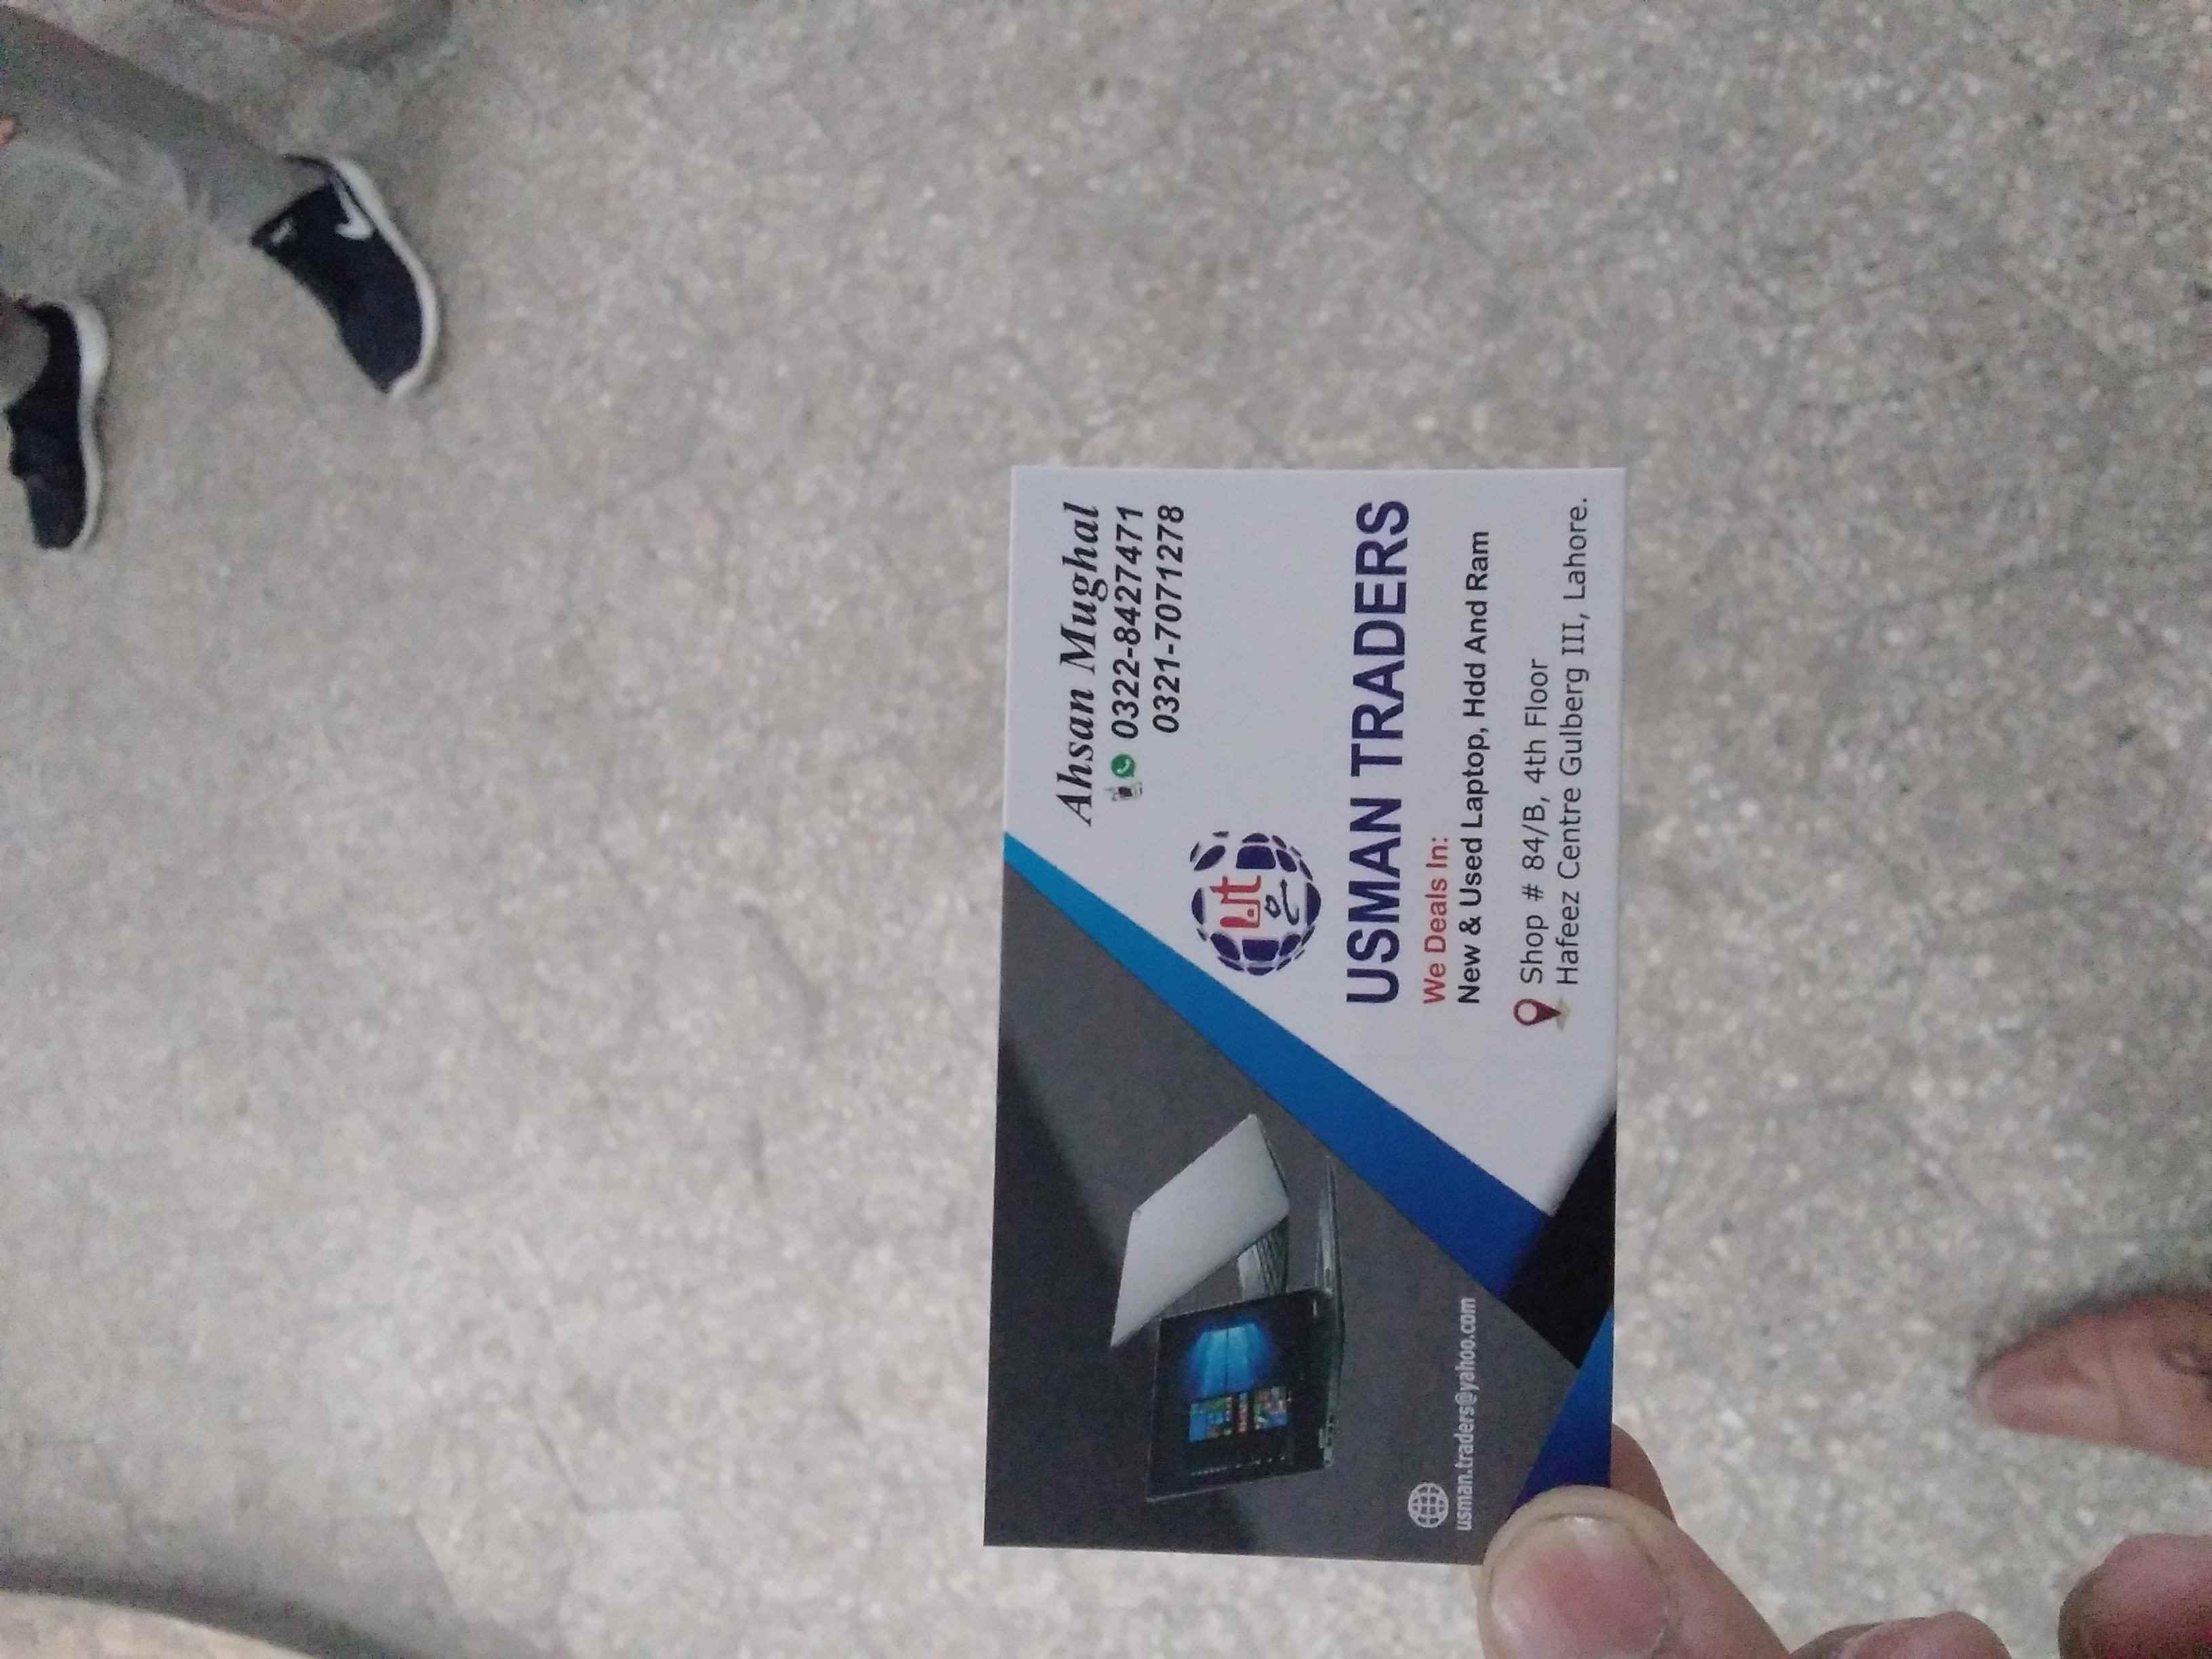 Ahsan Mughal
0322-8427471
0321-7071278
ut
USMAN TRADERS
We Deals In:
New & Used Laptop, Hdd And Ram
Shop # 84/B, 4th Floor
Hafeez Centre Gulberg III, Lahore.
usman.traders@yahoo.com